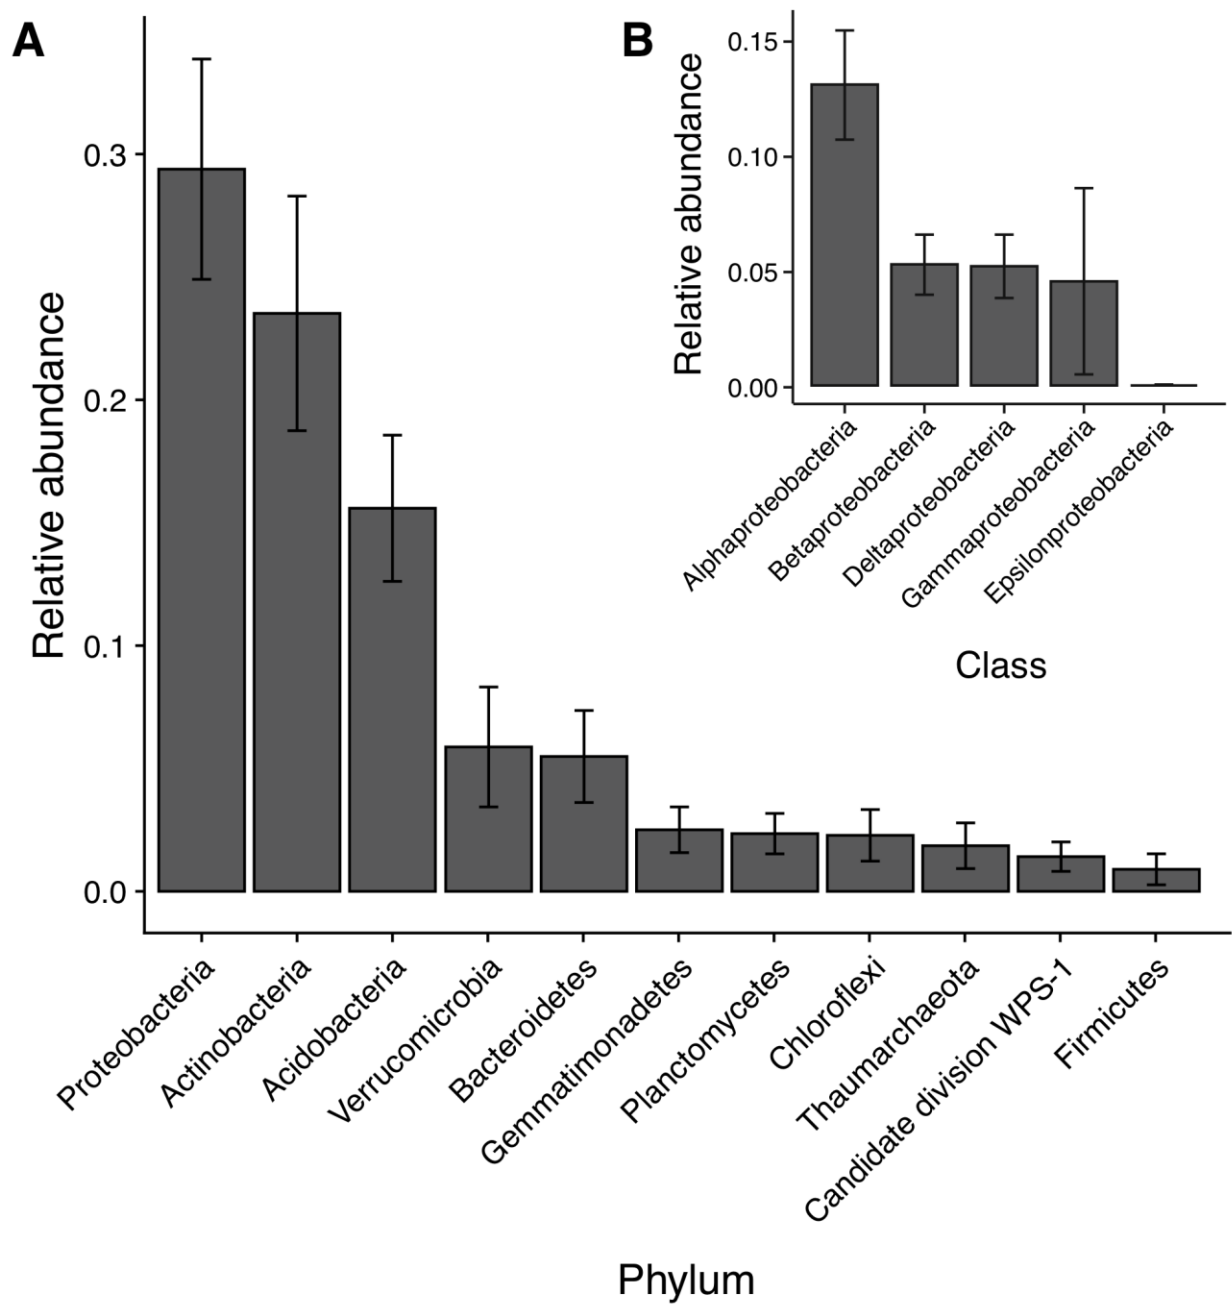 A
Relative abundance
0.3
0.2
0.1
0.0
Proteobacteria
Actinobacteria
Acidobacteria
Verrucomicrobia
Bacteroidetes
Gemmatimonadetes
Planctomycetes
Chloroflexi
Thaumarchaeota
Candidate division WPS-1
Firmicutes
Phylum
B
Relative abundance
0.15
0.10
0.05
0.00
Alphaproteobacteria
Betaproteobacteria
Deltaproteobacteria
Gammaproteobacteria
Epsilonproteobacteria
Class